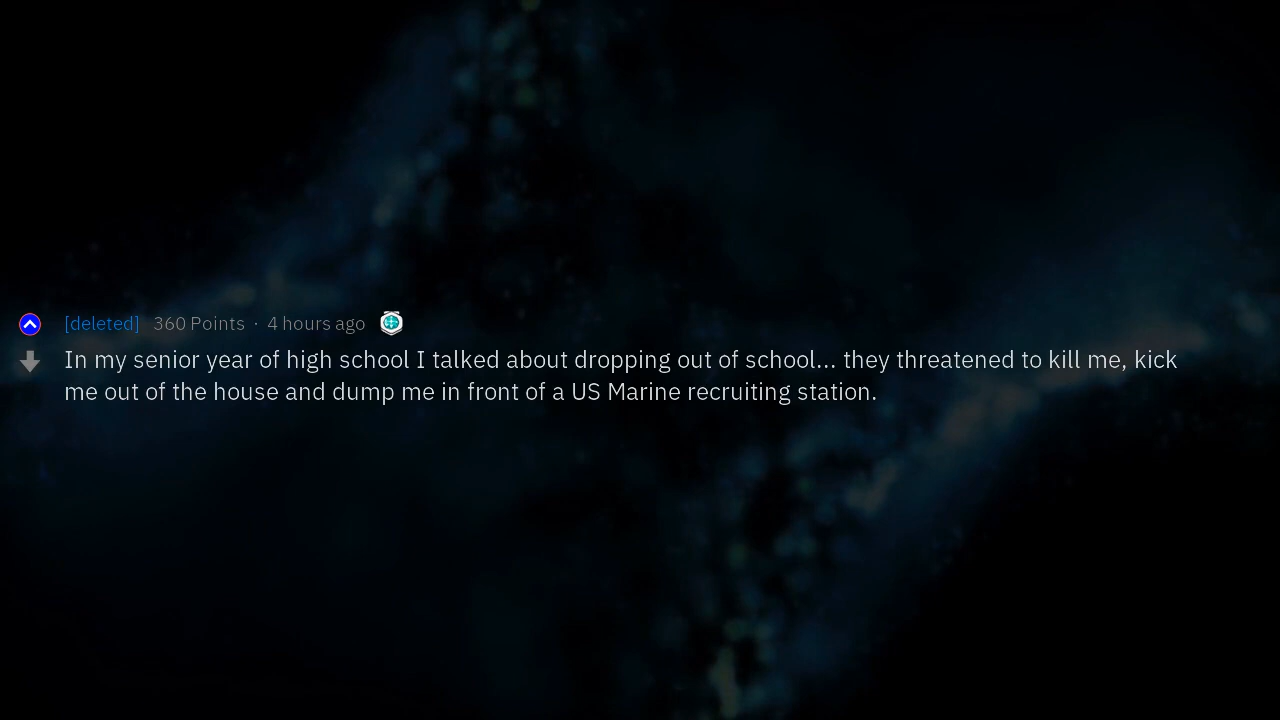 [deleted] 360 Points · 4 hours ago
In my senior year of high school I talked about dropping out of school... they threatened to kill me, kick
me out of the house and dump me in front of a US Marine recruiting station.